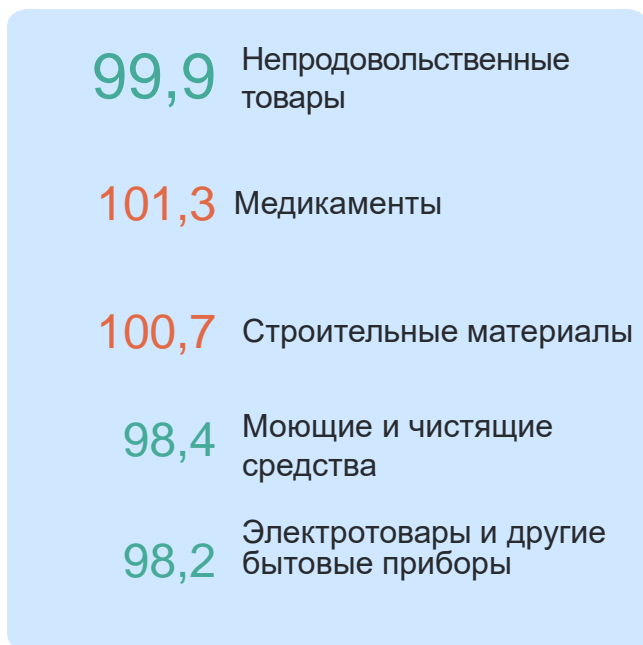 99,9 Непродовольственные
товары
101,3 Медикаменты
100,7 Строительные материалы
98,4 Моющие и чистящие
средства
98,2 Электротовары и другие
бытовые приборы